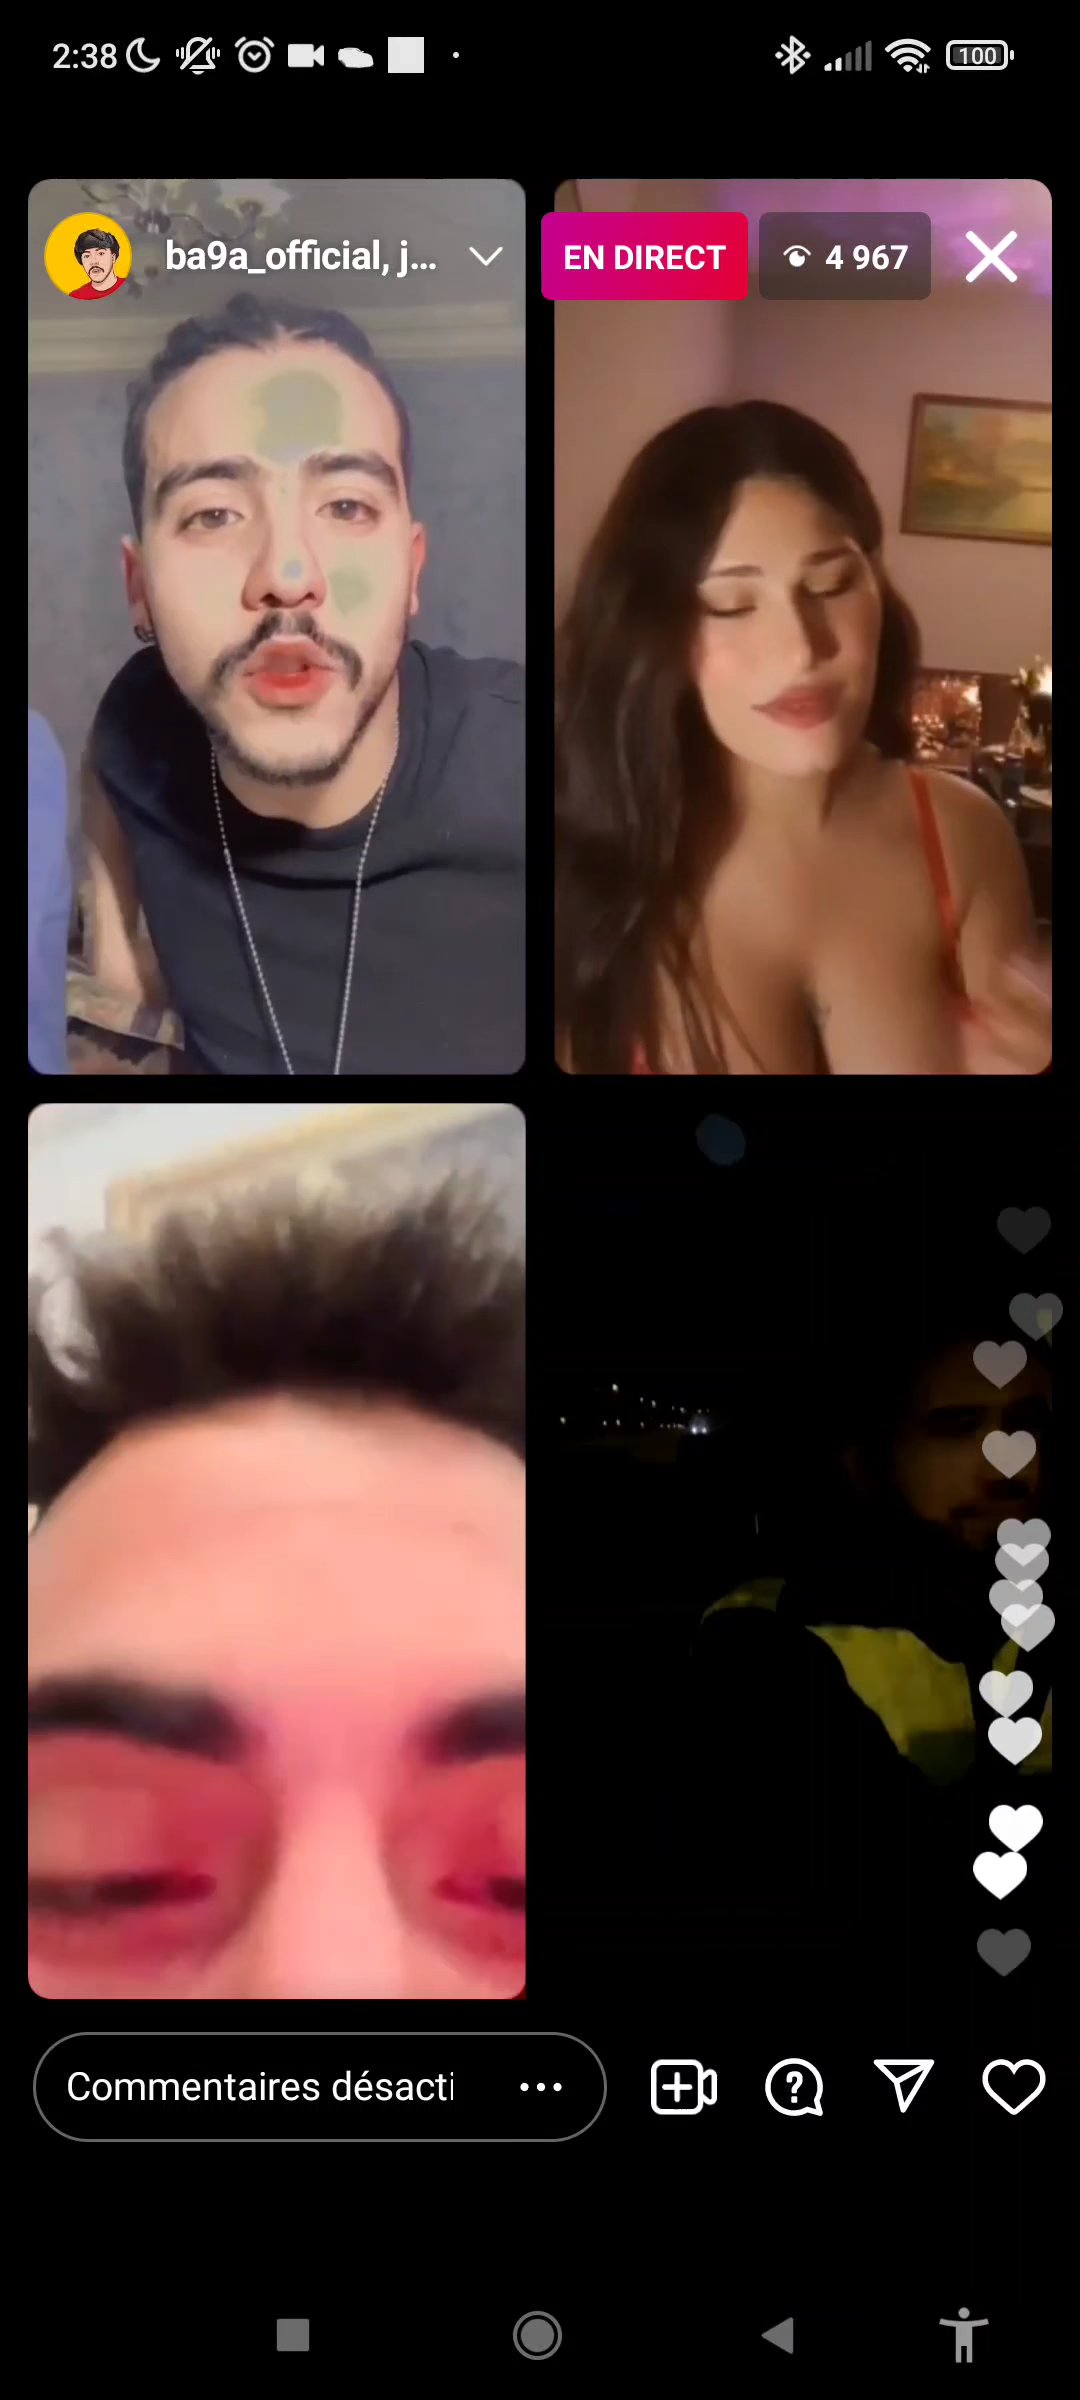 2:38
100
ba9a_official, j...
EN DIRECT
4 967
Commentaires désacti